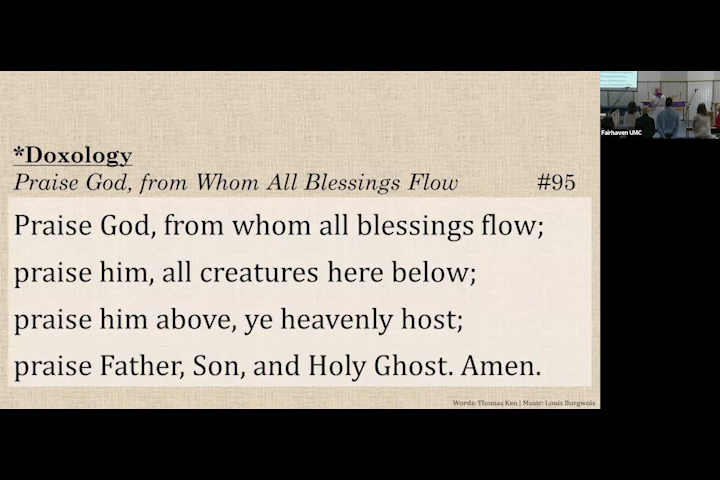 *Doxology
Praise God, from Whom All Blessings Flow #95
Praise God, from whom all blessings flow;
praise him, all creatures here below;
praise him above, ye heavenly host;
praise Father, Son, and Holy Ghost. Amen.
Words: Thomas Ken | Music: Louis Burgwois
Fairhaven UMC